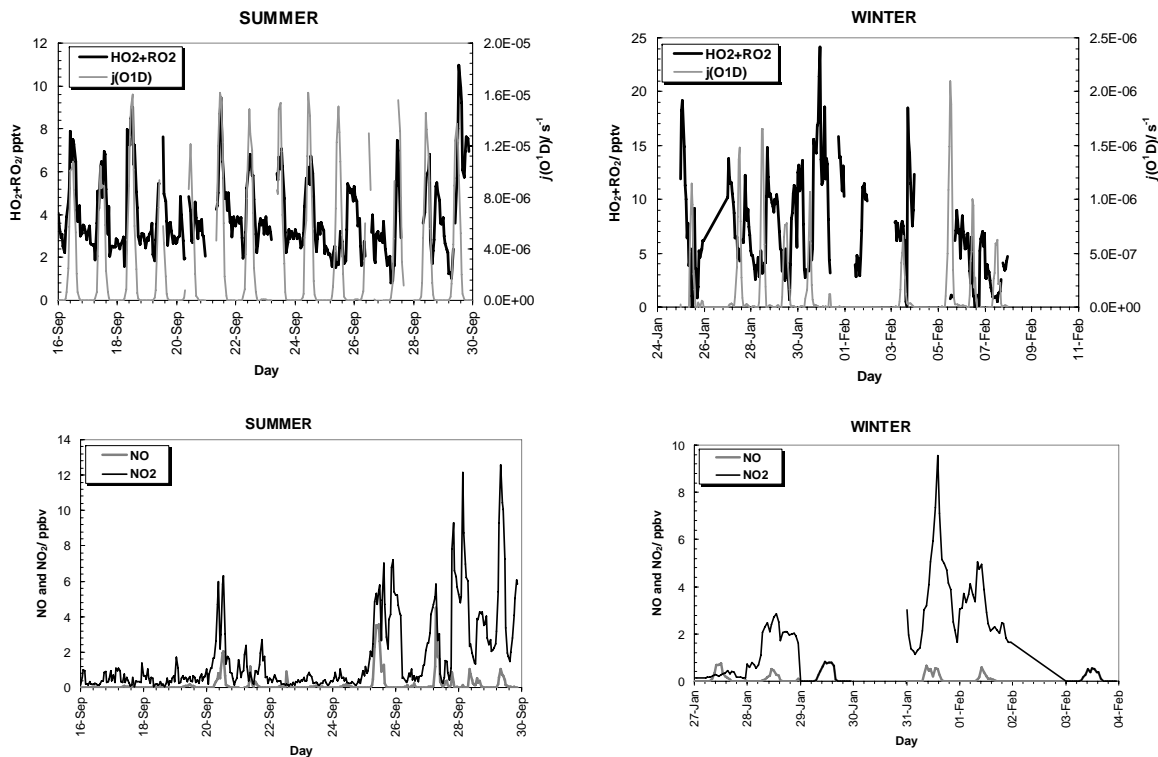 SUMMER
HO2+RO2
j(O1D)
12
10
8
6
4
2
0
HO₂+RO₂/ pptv
2.0E-05
1.6E-05
1.2E-05
8.0E-06
4.0E-06
0.0E+00
j(O¹D)/ s⁻¹
16-Sep
18-Sep
20-Sep
22-Sep
24-Sep
26-Sep
28-Sep
30-Sep
Day
WINTER
HO2+RO2
j(O1D)
25
20
15
10
5
0
HO₂+RO₂/ pptv
2.5E-06
2.0E-06
1.5E-06
1.0E-06
5.0E-07
0.0E+00
j(O¹D)/ s⁻¹
24-Jan
26-Jan
28-Jan
30-Jan
01-Feb
03-Feb
05-Feb
07-Feb
09-Feb
11-Feb
Day
SUMMER
NO
NO2
14
12
10
8
6
4
2
0
NO and NO₂/ ppbv
16-Sep
18-Sep
20-Sep
22-Sep
24-Sep
26-Sep
28-Sep
30-Sep
Day
WINTER
NO
NO2
10
8
6
4
2
0
NO and NO₂/ ppbv
27-Jan
28-Jan
29-Jan
30-Jan
31-Jan
01-Feb
02-Feb
03-Feb
04-Feb
Day